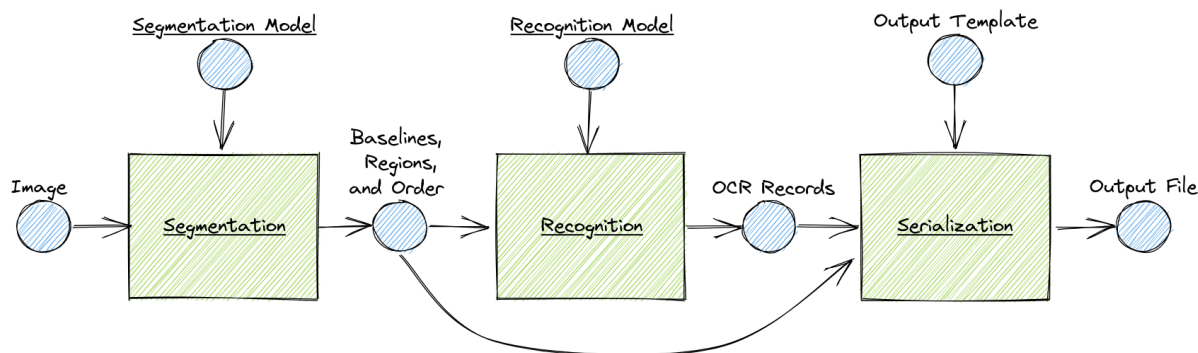 Segmentation Model
Recognition Model
Output Template
Image
Segmentation
Baselines,
Regions,
and Order
Recognition
OCR Records
Serialization
Output File